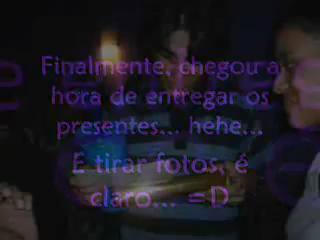 Finalmente, chegou a
hora de entregar os
presentes... hehe...
E tirar fotos, é
claro... =D